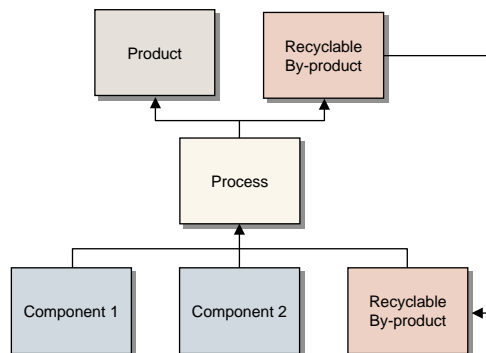 Product
Recyclable
By-product
Process
Component 1
Component 2
Recyclable
By-product